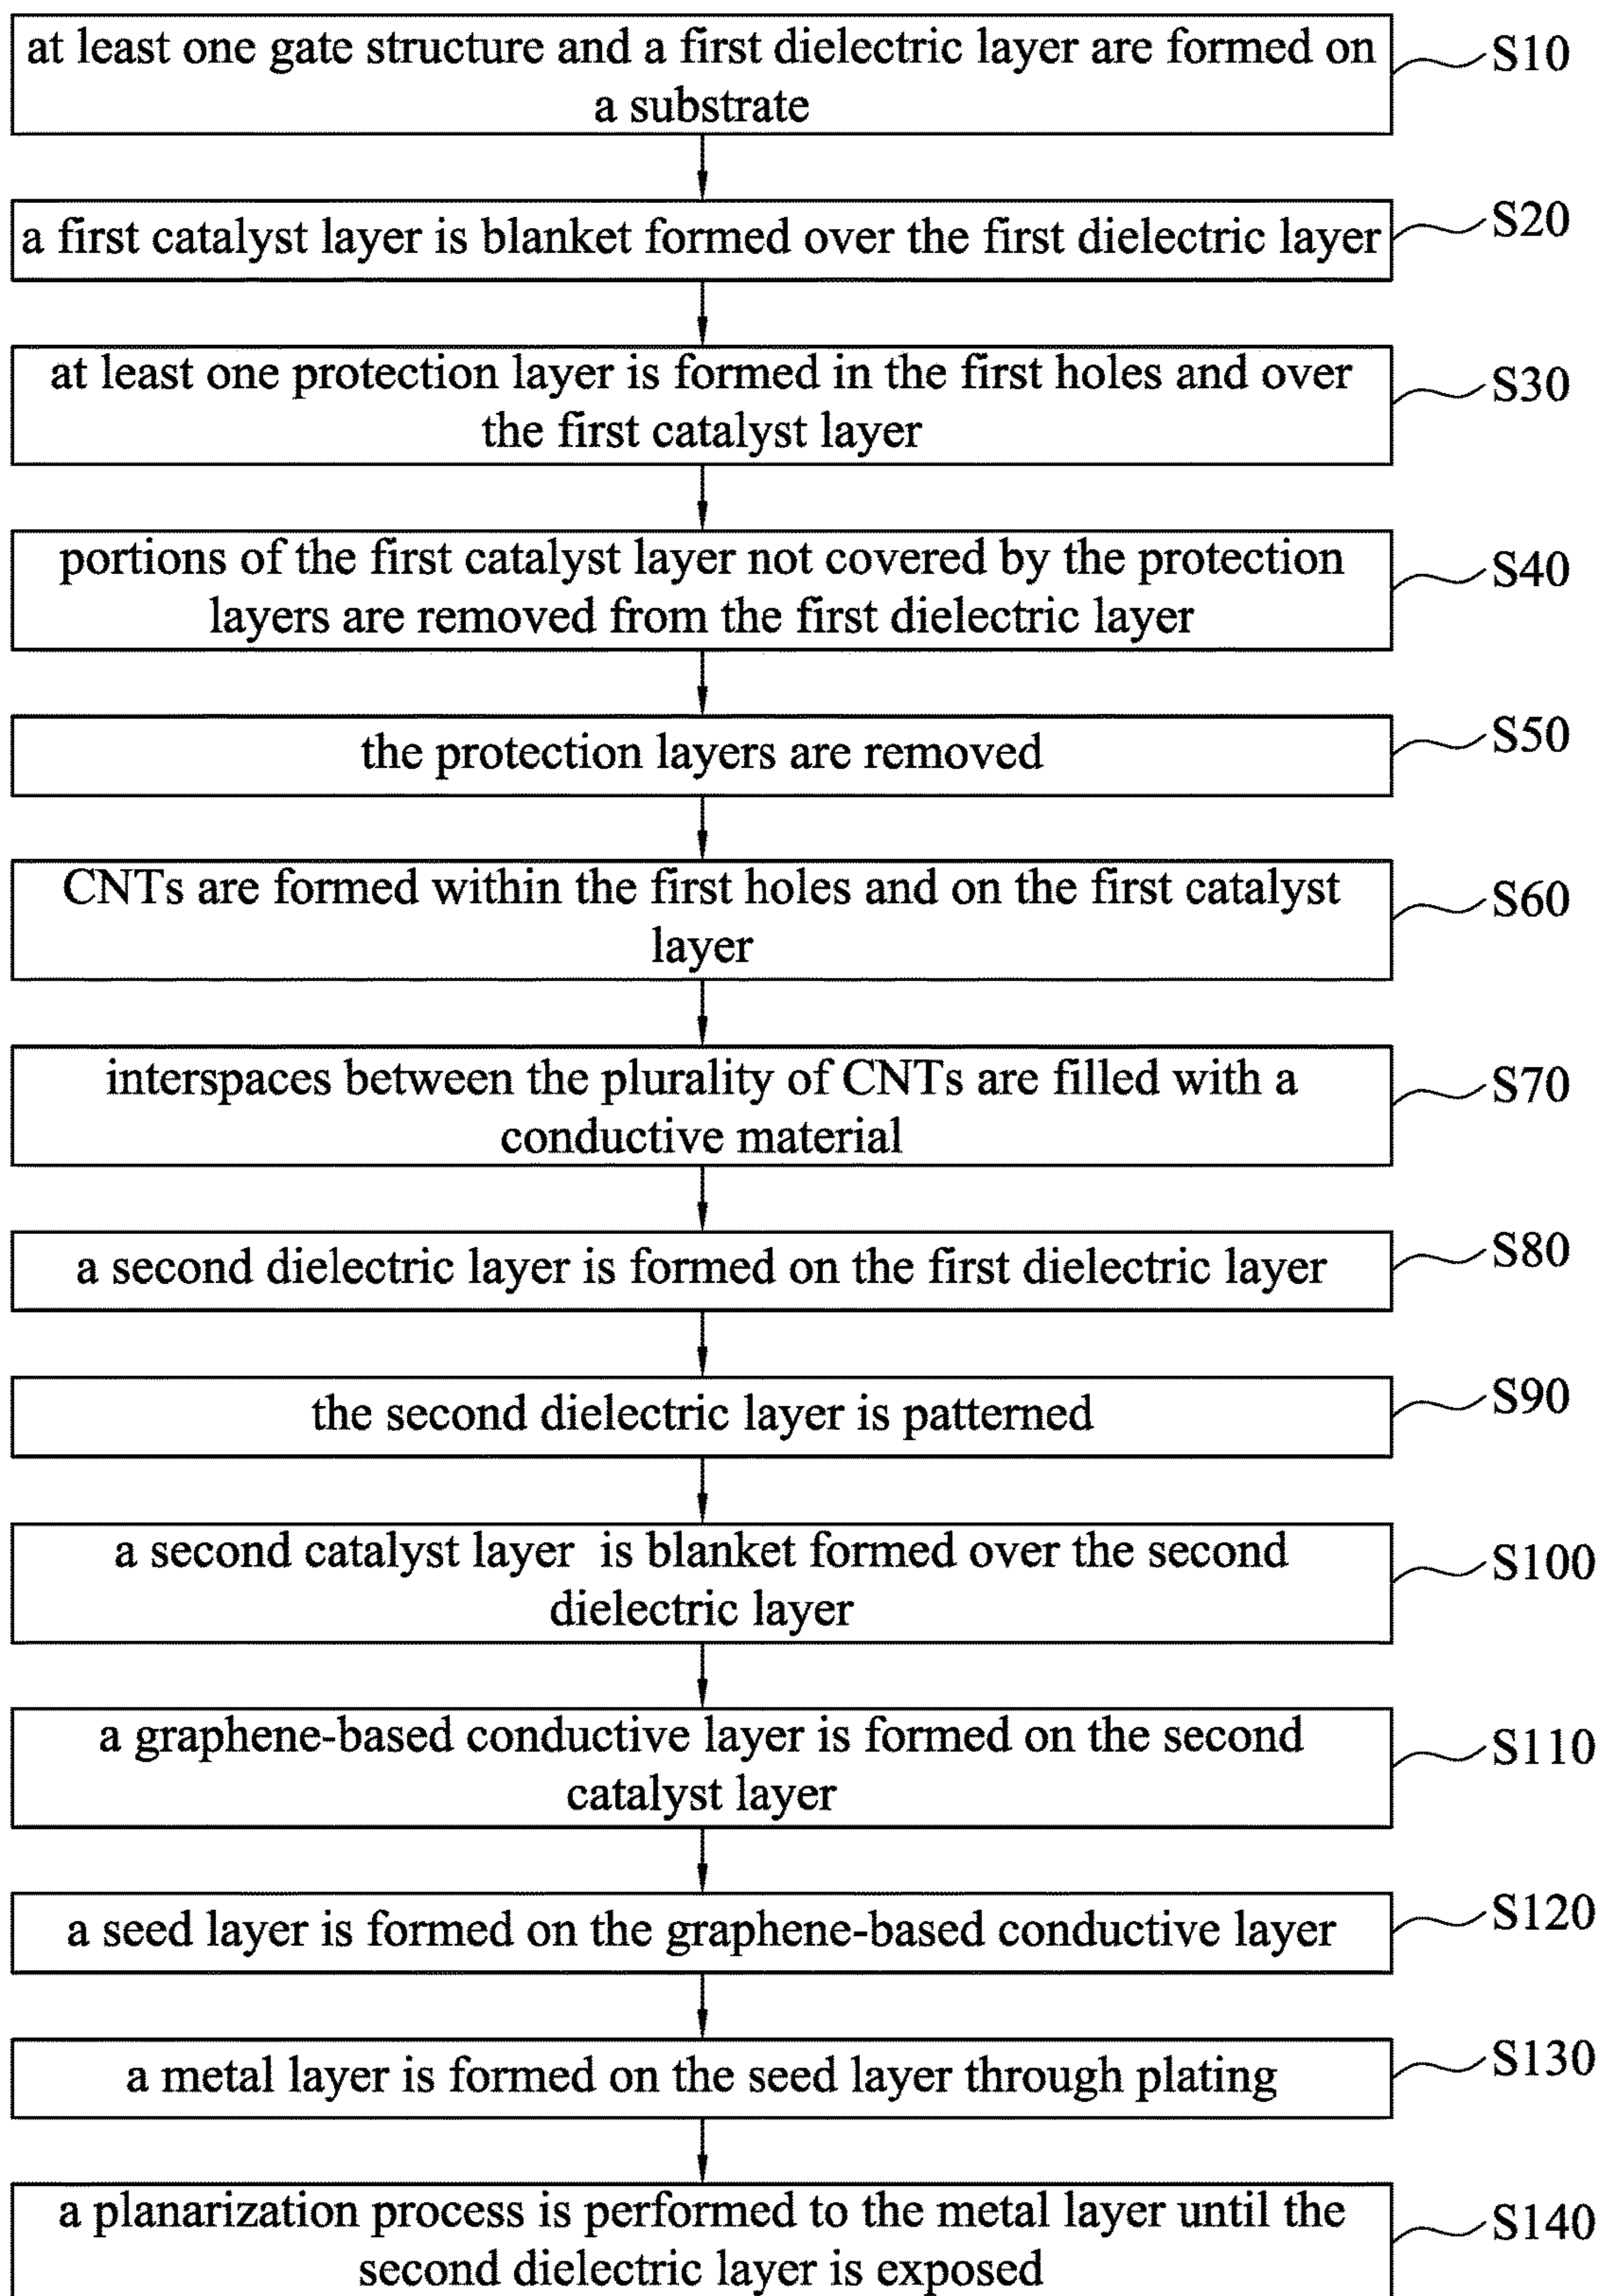 at least one gate structure and a first dielectric layer are formed on
a substrate
S10
a first catalyst layer is blanket formed over the first dielectric layer
S20
at least one protection layer is formed in the first holes and over
the first catalyst layer
S30
portions of the first catalyst layer not covered by the protection
layers are removed from the first dielectric layer
S40
the protection layers are removed
S50
CNTs are formed within the first holes and on the first catalyst
layer
S60
interspaces between the plurality of CNTs are filled with a
conductive material
S70
a second dielectric layer is formed on the first dielectric layer
S80
the second dielectric layer is patterned
S90
a second catalyst layer is blanket formed over the second
dielectric layer
S100
a graphene-based conductive layer is formed on the second
catalyst layer
S110
a seed layer is formed on the graphene-based conductive layer
S120
a metal layer is formed on the seed layer through plating
S130
a planarization process is performed to the metal layer until the
second dielectric layer is exposed
S140